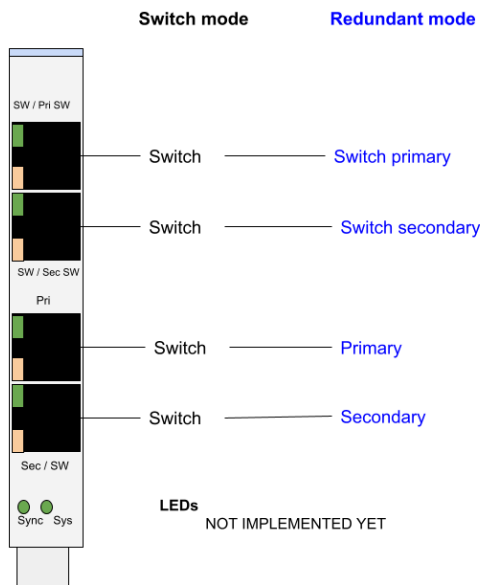 Switch mode Redundant mode
SW / Pri SW
Switch Switch primary
Switch Switch secondary
SW / Sec SW
Pri
Switch Primary
Switch Secondary
Sec / SW
LEDs
Sync Sys
NOT IMPLEMENTED YET